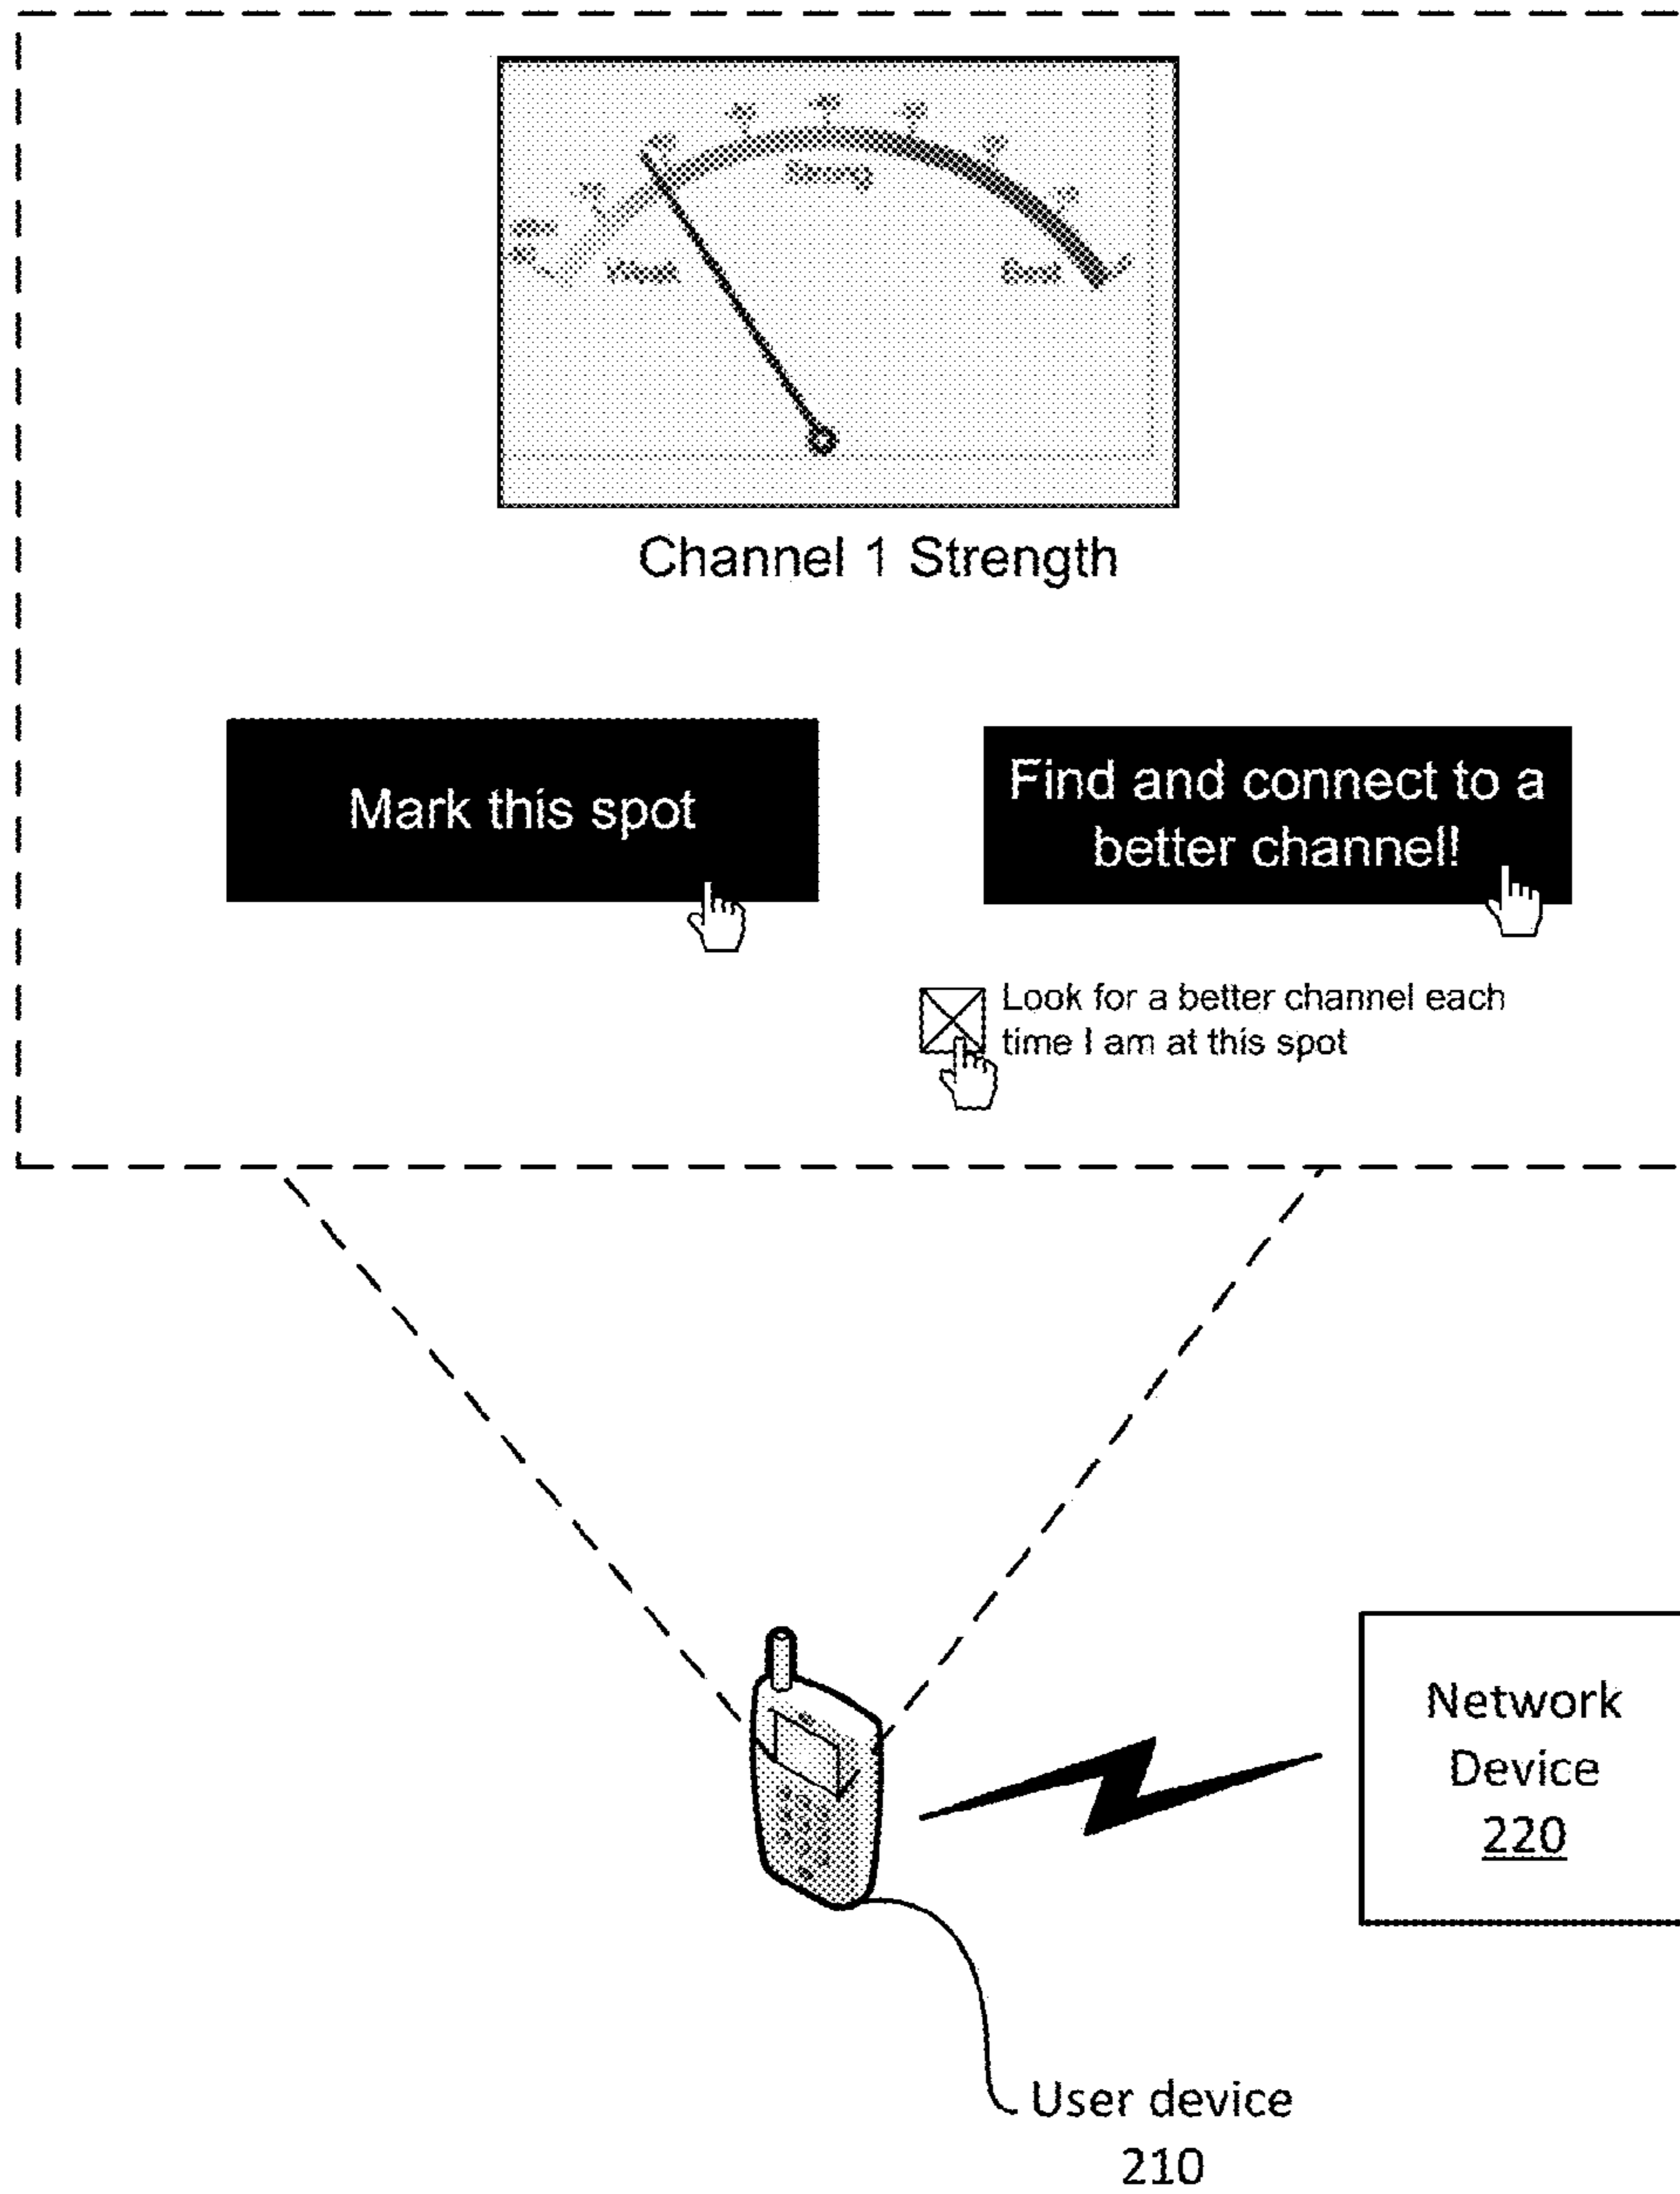 Strong
Channel 1 Strength
Mark this spot
Find and connect to a
better channel!
Look for a better channel each
time I am at this spot
Network
Device
220
User device
210